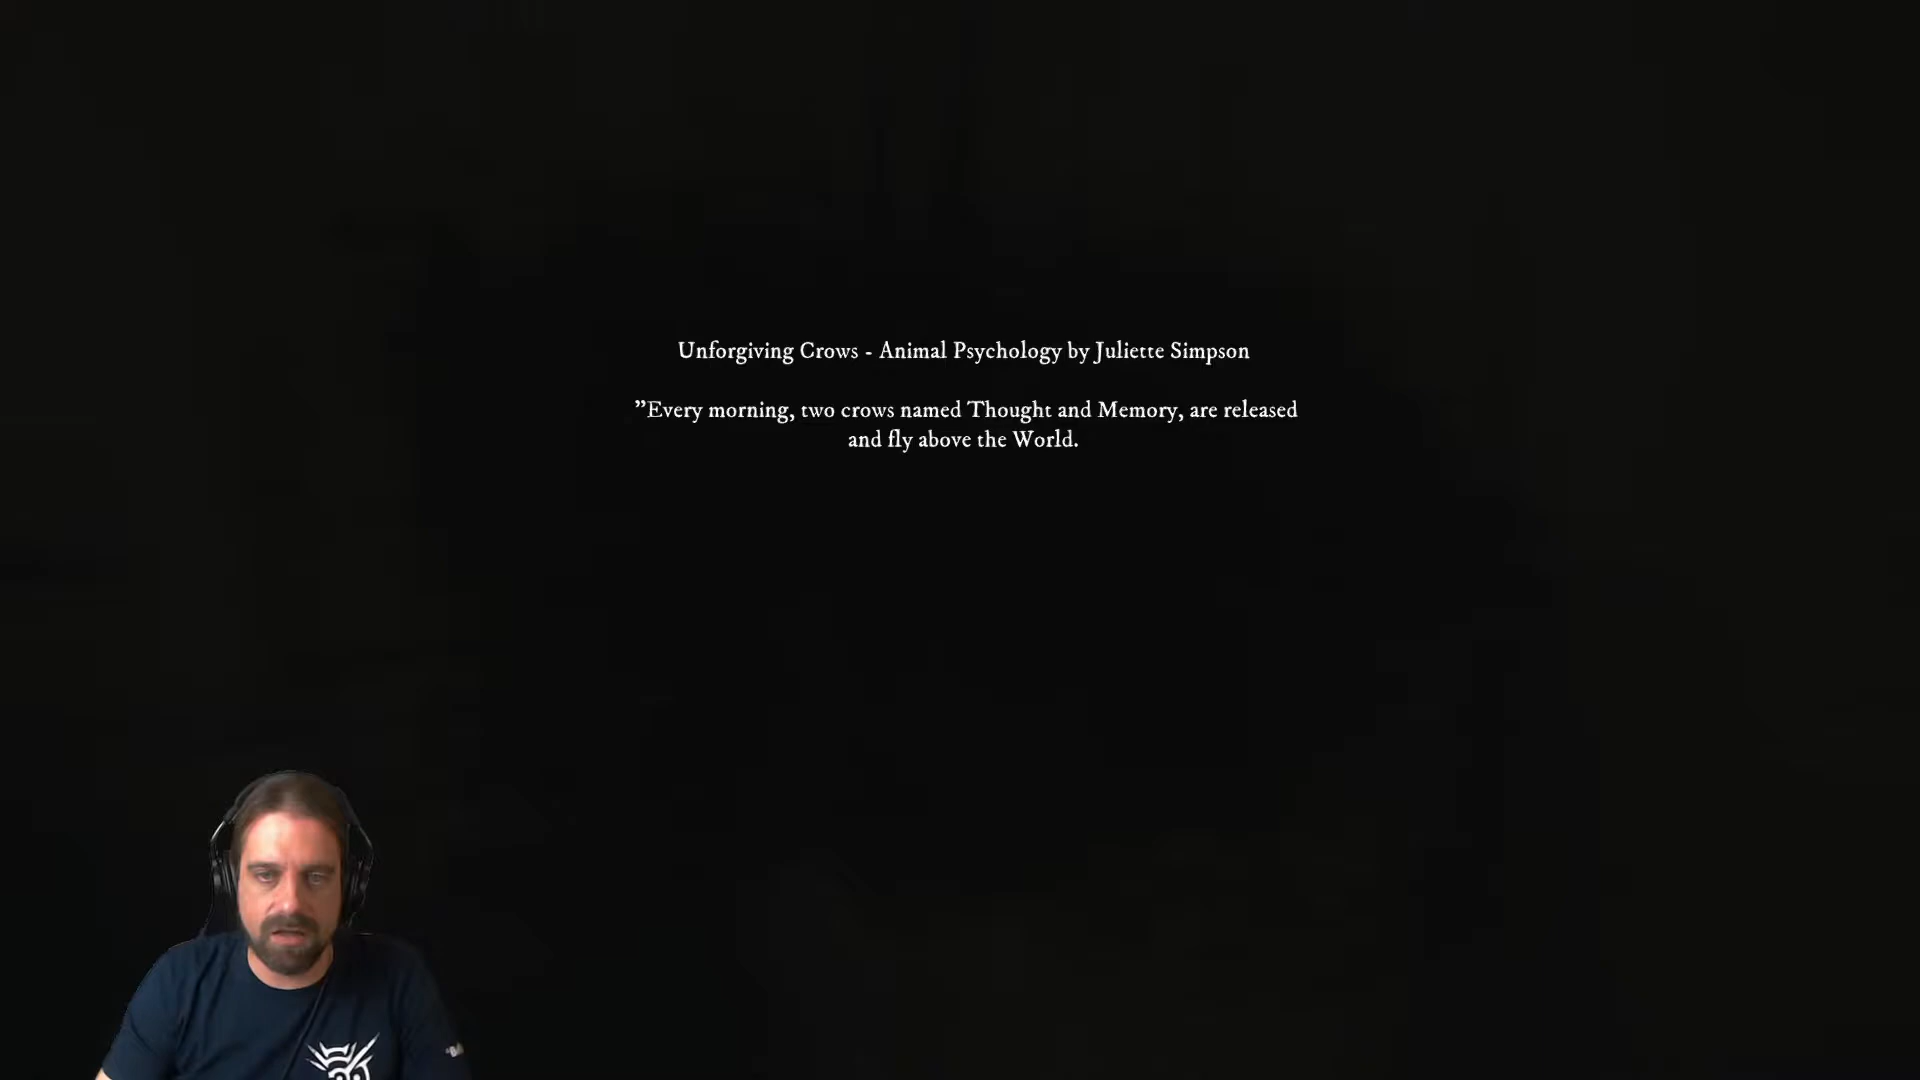 Unforgiving Crows - Animal Psychology by Juliette Simpson
"Every morning, two crows named Thought and Memory, are released
and fly above the World.